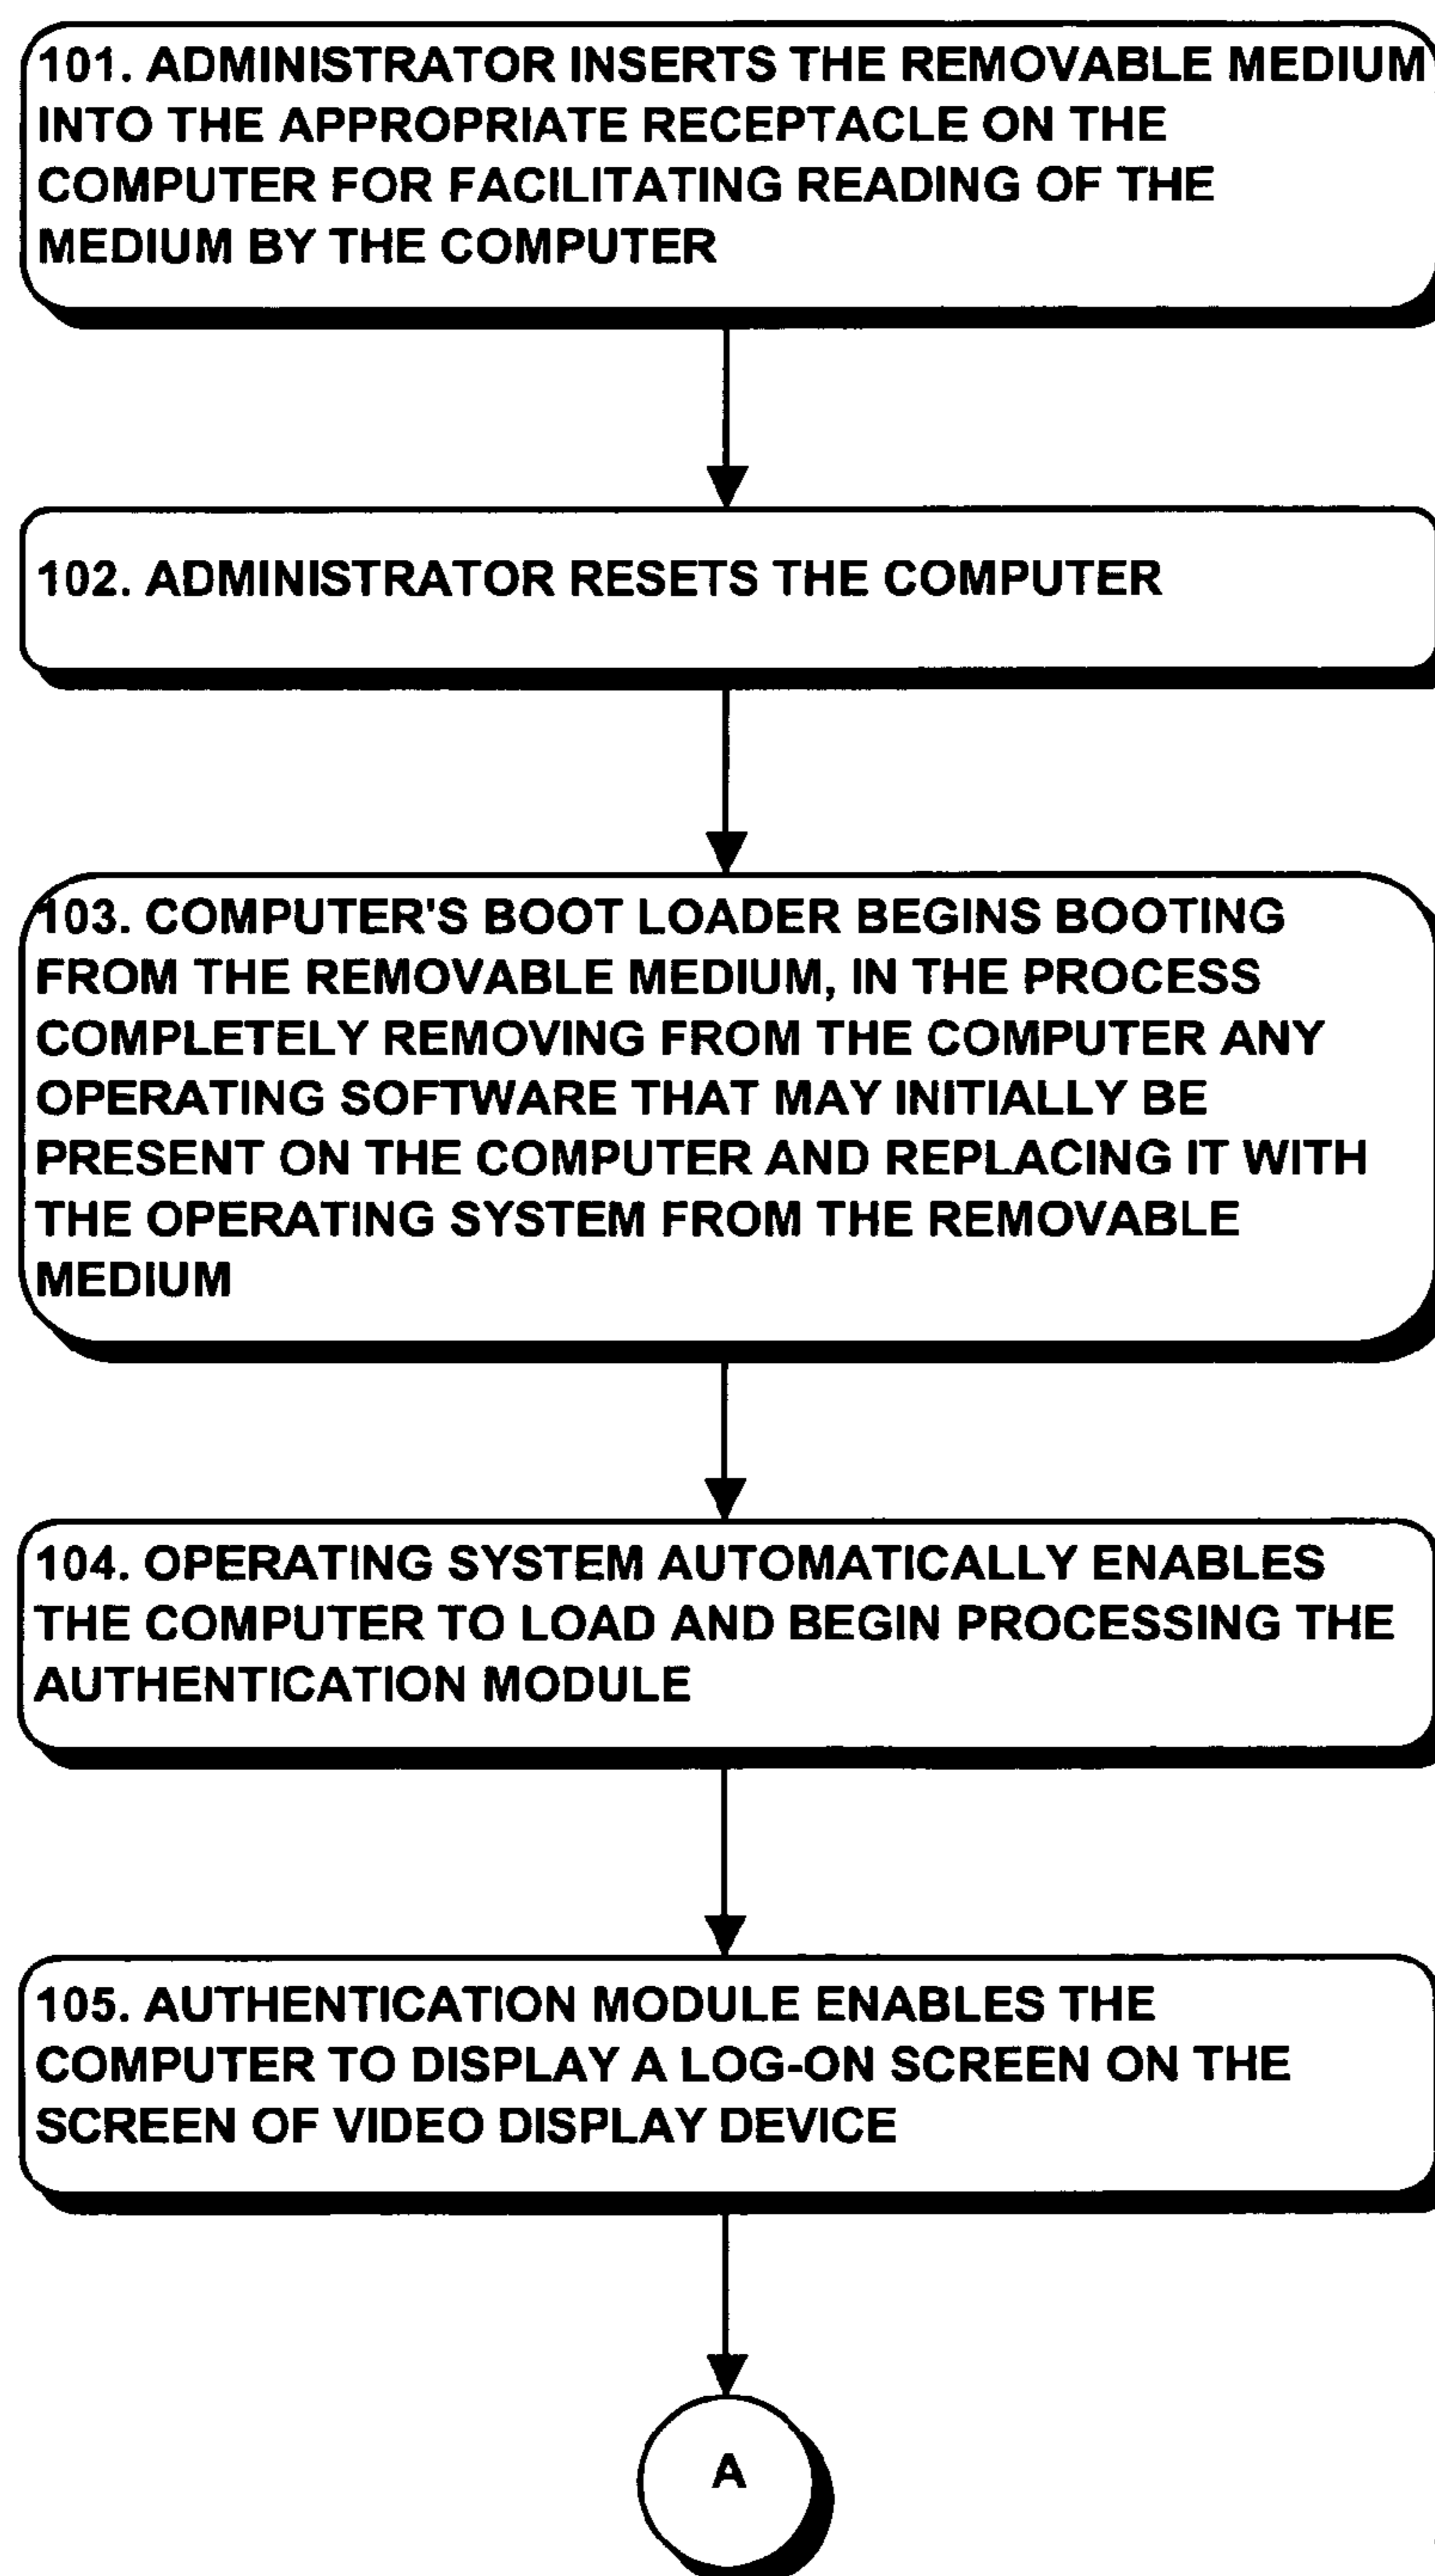 101. ADMINISTRATOR INSERTS THE REMOVABLE MEDIUM
INTO THE APPROPRIATE RECEPTACLE ON THE
COMPUTER FOR FACILITATING READING OF THE
MEDIUM BY THE COMPUTER
102. ADMINISTRATOR RESETS THE COMPUTER
103. COMPUTER'S BOOT LOADER BEGINS BOOTING
FROM THE REMOVABLE MEDIUM, IN THE PROCESS
COMPLETELY REMOVING FROM THE COMPUTER ANY
OPERATING SOFTWARE THAT MAY INITIALLY BE
PRESENT ON THE COMPUTER AND REPLACING IT WITH
THE OPERATING SYSTEM FROM THE REMOVABLE
MEDIUM
104. OPERATING SYSTEM AUTOMATICALLY ENABLES
THE COMPUTER TO LOAD AND BEGIN PROCESSING THE
AUTHENTICATION MODULE
105. AUTHENTICATION MODULE ENABLES THE
COMPUTER TO DISPLAY A LOG-ON SCREEN ON THE
SCREEN OF VIDEO DISPLAY DEVICE
A